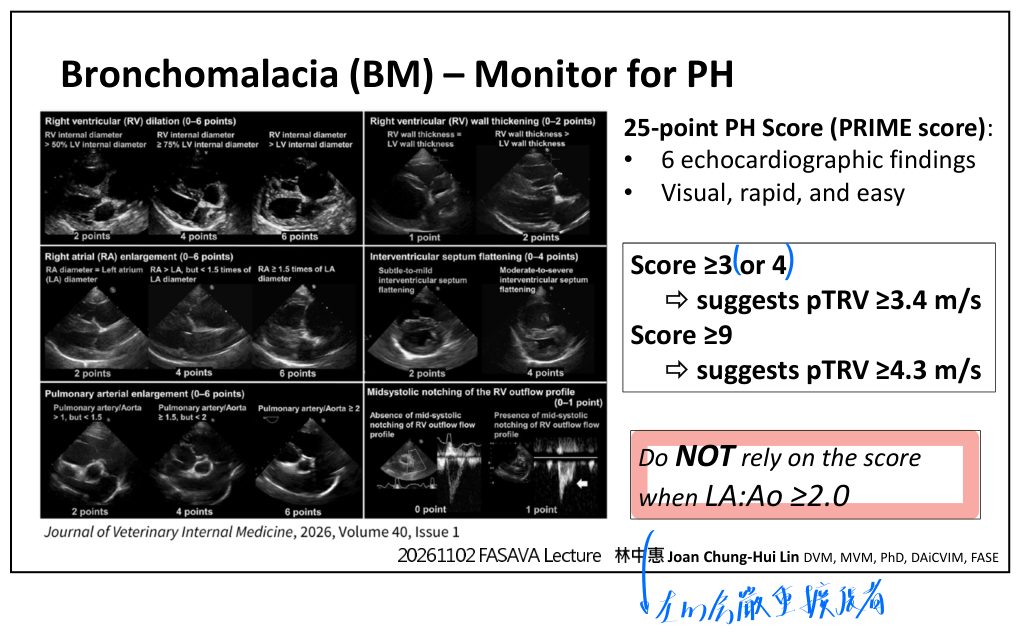 Bronchomalacia (BM) – Monitor for PH
Right ventricular (RV) dilation (0–6 points)
RV internal diameter
> 50% LV internal diameter
RV internal diameter
≥ 75% LV internal diameter
RV internal diameter
> LV internal diameter
2 points
4 points
6 points
Right ventricular (RV) wall thickening (0–2 points)
RV wall thickness =
LV wall thickness
RV wall thickness >
LV wall thickness
1 point
2 points
Right atrial (RA) enlargement (0–6 points)
RA diameter = Left atrium
(LA) diameter
RA > LA, but < 1.5 times of
LA diameter
RA ≥ 1.5 times of LA
diameter
2 points
4 points
6 points
Interventricular septum flattening (0–4 points)
Subtle-to-mild
interventricular septum
flattening
Moderate-to-severe
interventricular septum
flattening
2 points
4 points
Pulmonary arterial enlargement (0–6 points)
Pulmonary artery/Aorta
> 1, but < 1.5
Pulmonary artery/Aorta
≥ 1.5, but < 2
Pulmonary artery/Aorta ≥ 2
2 points
4 points
6 points
Midsystolic notching of the RV outflow profile
(0–1 point)
Absence of mid-systolic
notching of RV outflow flow
profile
Presence of mid-systolic
notching of RV outflow flow
profile
0 point
1 point
25-point PH Score (PRIME score):
• 6 echocardiographic findings
• Visual, rapid, and easy
Score ≥3 (or 4)
⇨ suggests pTRV ≥3.4 m/s
Score ≥9
⇨ suggests pTRV ≥4.3 m/s
Do NOT rely on the score
when LA:Ao ≥2.0
Journal of Veterinary Internal Medicine, 2026, Volume 40, Issue 1
20261102 FASAVA Lecture 林中惠 Joan Chung-Hui Lin DVM, MVM, PhD, DAiCVIM, FASE
左心房嚴重擴張者